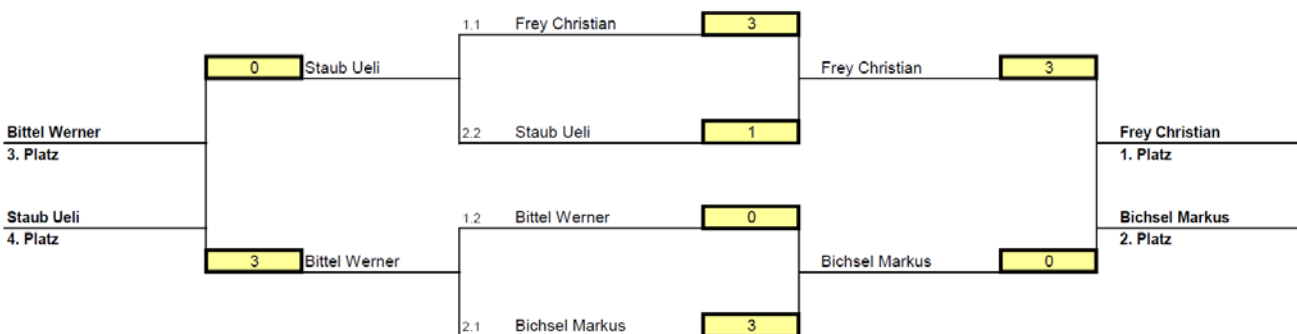 1.1 Frey Christian 3
0 Staub Ueli Frey Christian 3
Bittel Werner 2.2 Staub Ueli 1 Frey Christian
3. Platz 1. Platz
Staub Ueli 1.2 Bittel Werner 0 Bichsel Markus
4. Platz 2. Platz
3 Bittel Werner Bichsel Markus 0
2.1 Bichsel Markus 3